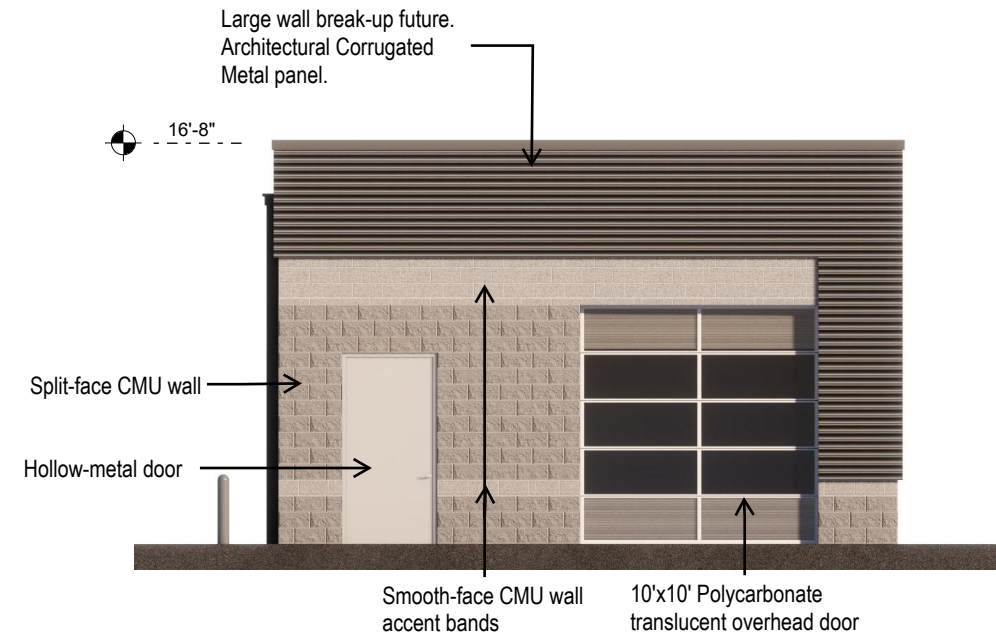 Large wall break-up future.
Architectural Corrugated
Metal panel.
16'-8"
Split-face CMU wall
Hollow-metal door
Smooth-face CMU wall
accent bands
10'x10' Polycarbonate
translucent overhead door